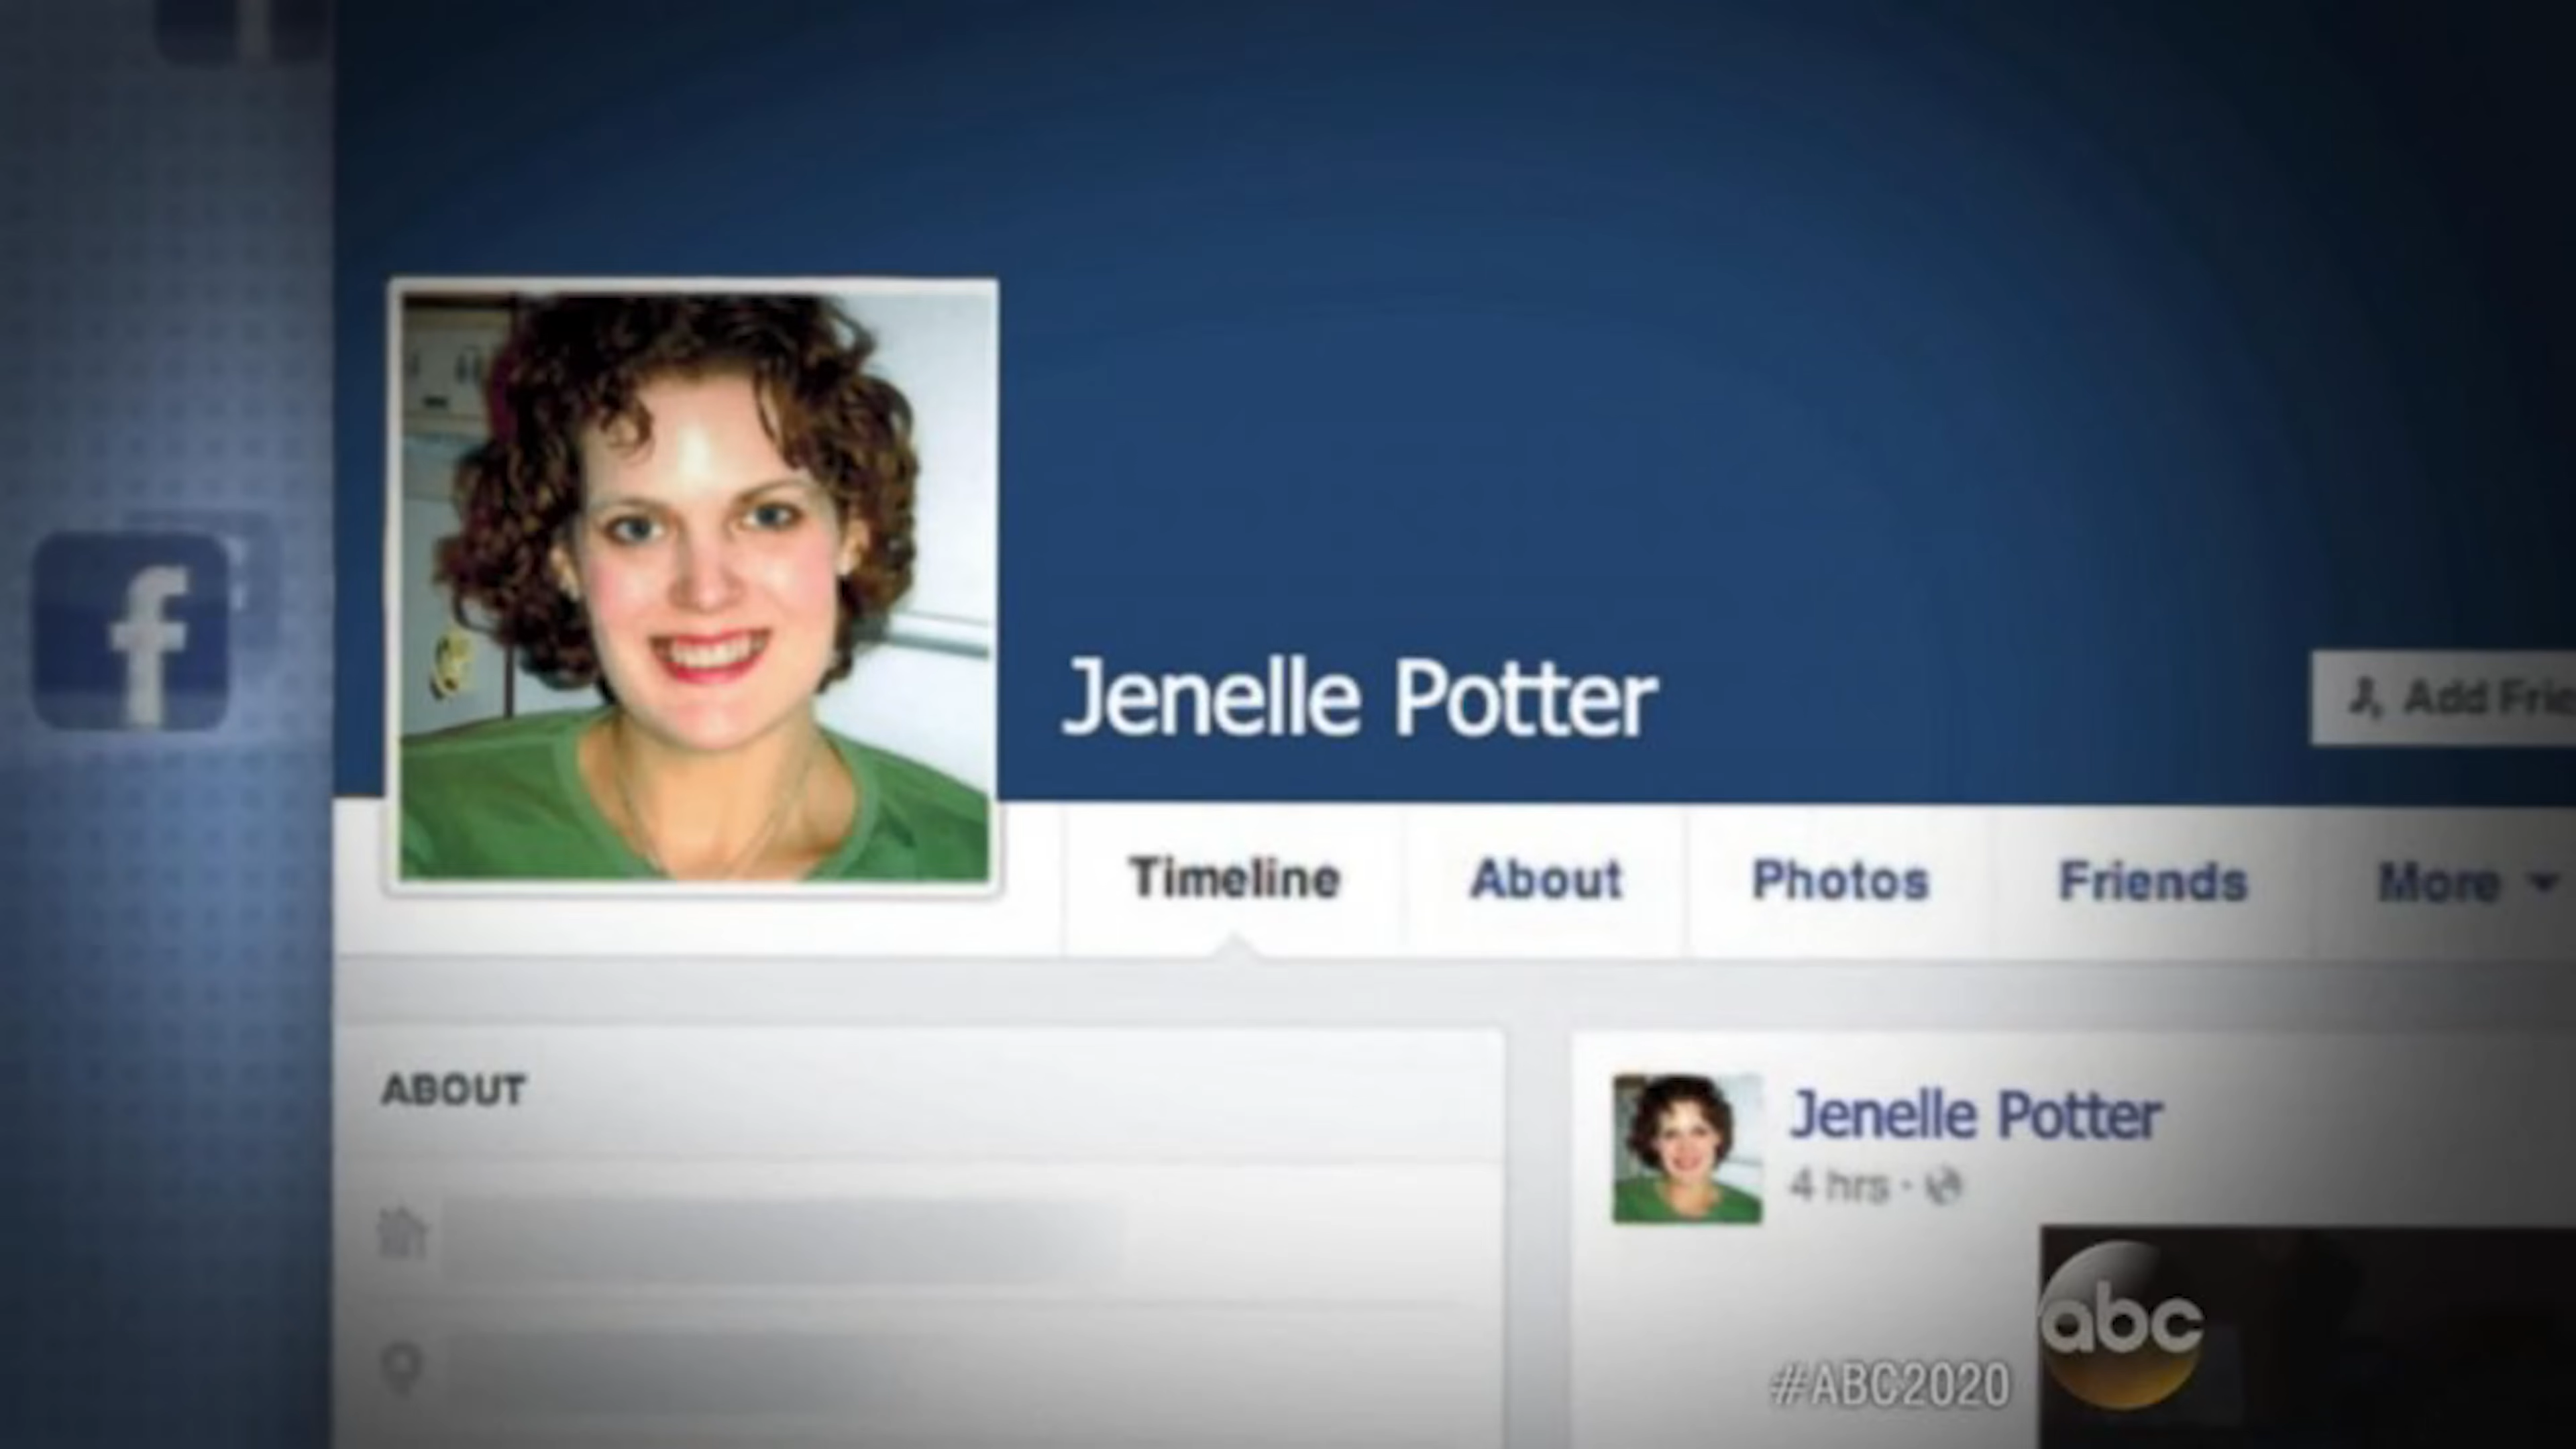 f
Jenelle Potter
Timeline
About
Photos
Friends
More
ABOUT
Jenelle Potter
4 hrs
abc
#ABC2020